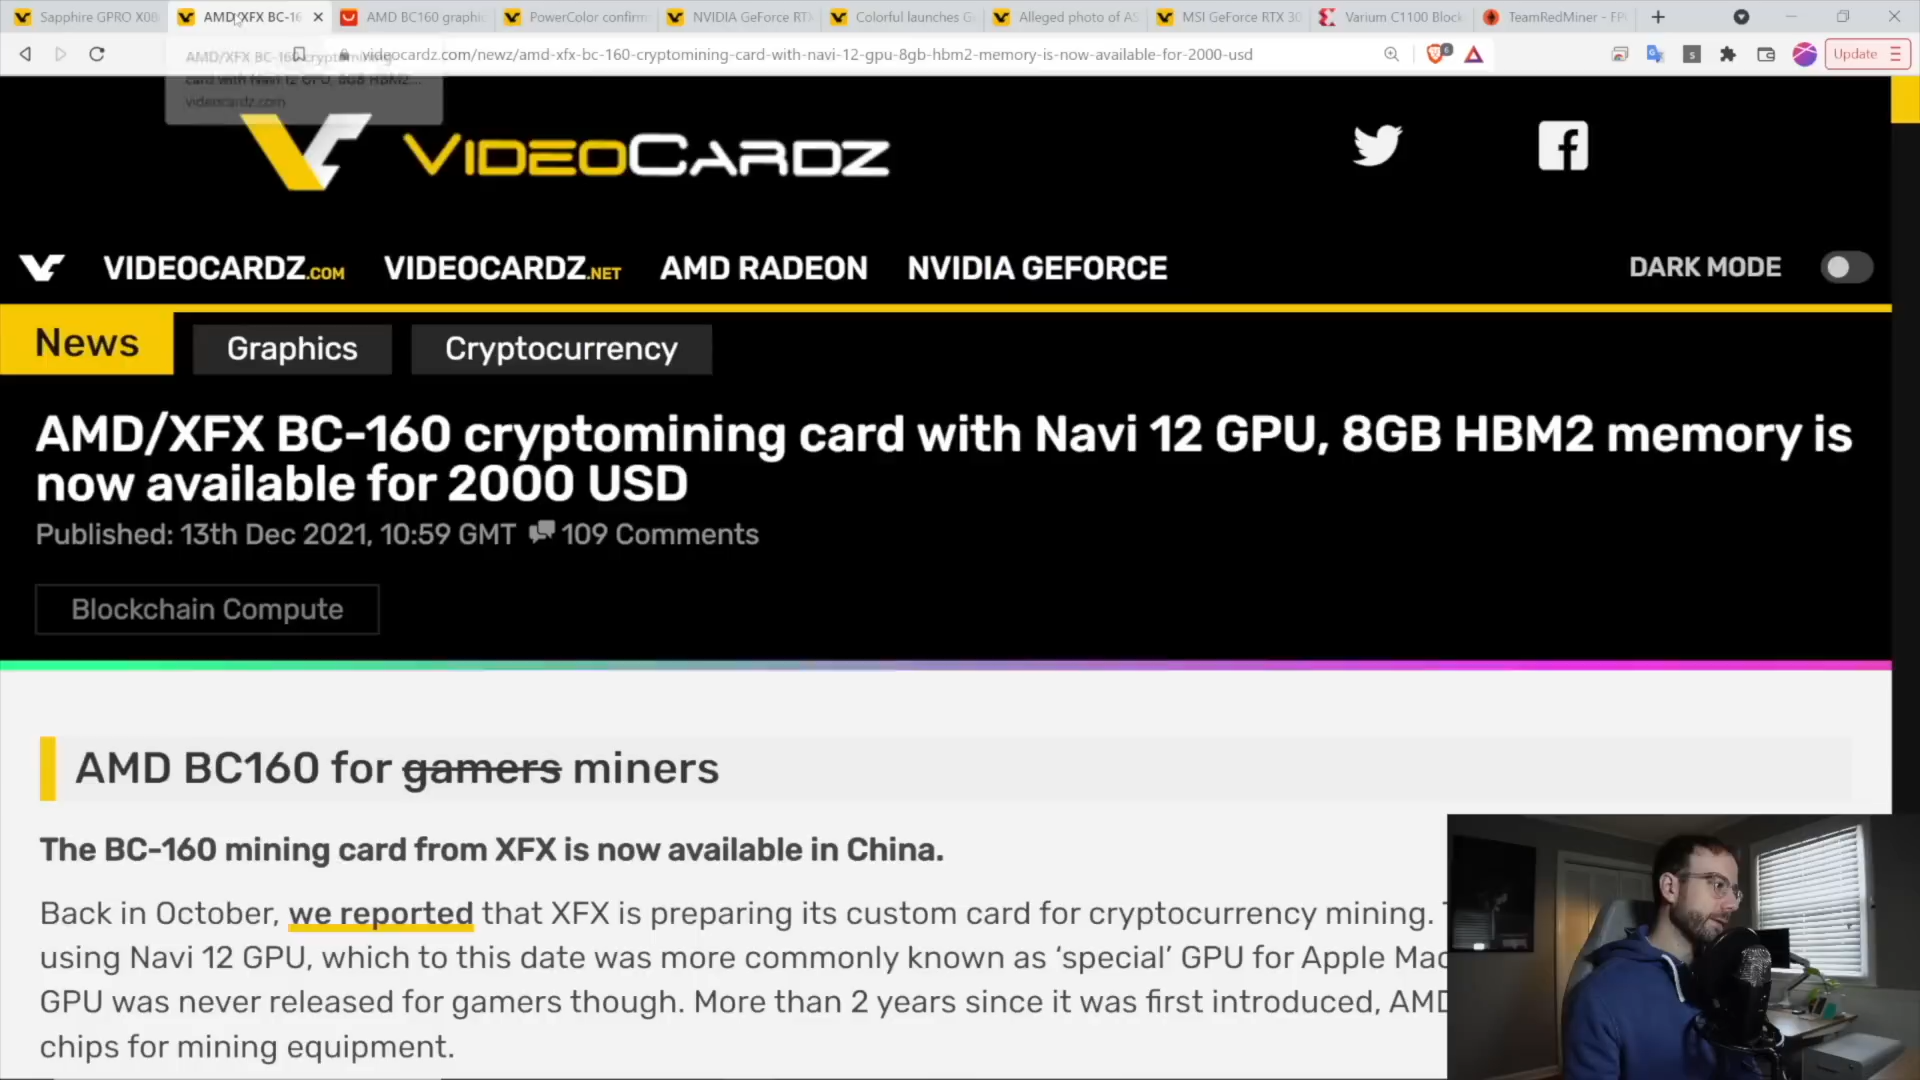 Sapphire GPRO X08
AMD/XFX BC-16
AMD BC160 graphi
PowerColor confirm
NVIDIA GeForce RT
Colorful launches G
Alleged photo of AS
MSI GeForce RTX 30
Varium C1100 Block
TeamRedMiner - FP
videocardz.com/newz/amd-xfx-bc-160-cryptomining-card-with-navi-12-gpu-8gb-hbm2-memory-is-now-available-for-2000-usd
6
S
Update
AMD/XFX BC-160 cryptomining
card with Navi 12 GPU, 8GB HBM2...
videocardz.com
VIDEOCARDZ
VIDEOCARDZ.COM
VIDEOCARDZ.NET
AMD RADEON
NVIDIA GEFORCE
DARK MODE
News
Graphics
Cryptocurrency
AMD/XFX BC-160 cryptomining card with Navi 12 GPU, 8GB HBM2 memory is
now available for 2000 USD
Published: 13th Dec 2021, 10:59 GMT 109 Comments
Blockchain Compute
AMD BC160 for gamers miners
The BC-160 mining card from XFX is now available in China.
Back in October, we reported that XFX is preparing its custom card for cryptocurrency mining.
using Navi 12 GPU, which to this date was more commonly known as ‘special’ GPU for Apple Mac
GPU was never released for gamers though. More than 2 years since it was first introduced, AMD
chips for mining equipment.